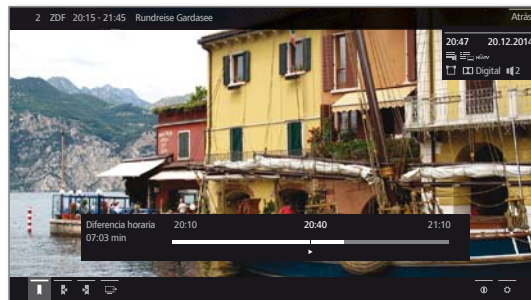 2 ZDF 20:15 - 21:45 Rundreise Gardasee
Atrás
20:47 20.12.2014
HbbTV
Digital 2
Diferencia horaria 20:10 20:40 21:10
07:03 min